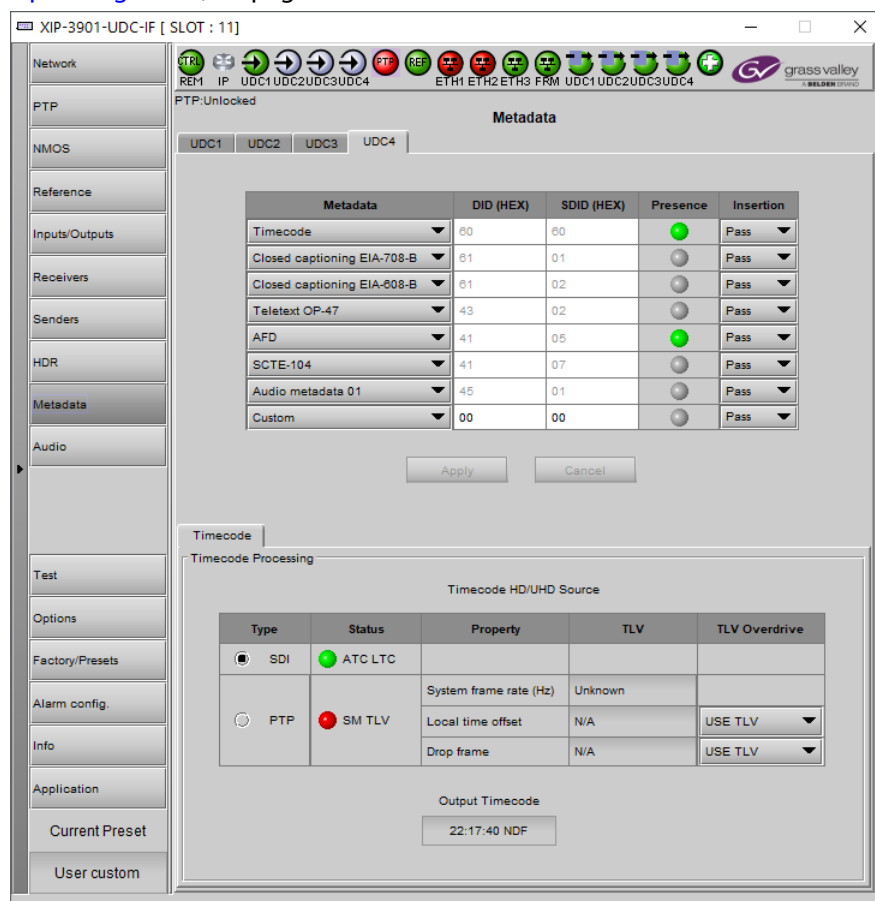 XIP-3901-UDC-IF [ SLOT : 11]
Network
PTP
NMOS
Reference
Inputs/Outputs
Receivers
Senders
HDR
Metadata
Audio
Test
Options
Factory/Presets
Alarm config.
Info
Application
Current Preset
User custom
CTRL PTP REF
REM IP UDC1 UDC2 UDC3 UDC4 ETH1 ETH2 ETH3 FRM UDC1 UDC2 UDC3 UDC4
GV grassvalley
A BELDEN BRAND
PTP:Unlocked
Metadata
UDC1 UDC2 UDC3 UDC4
Metadata DID (HEX) SDID (HEX) Presence Insertion
Timecode 60 60 Pass
Closed captioning EIA-708-B 61 01 Pass
Closed captioning EIA-608-B 61 02 Pass
Teletext OP-47 43 02 Pass
AFD 41 05 Pass
SCTE-104 41 07 Pass
Audio metadata 01 45 01 Pass
Custom 00 00 Pass
Apply Cancel
Timecode
Timecode Processing
Timecode HD/UHD Source
Type Status Property TLV TLV Overdrive
SDI ATC LTC
PTP SM TLV
System frame rate (Hz) Unknown
Local time offset N/A USE TLV
Drop frame N/A USE TLV
Output Timecode
22:17:40 NDF